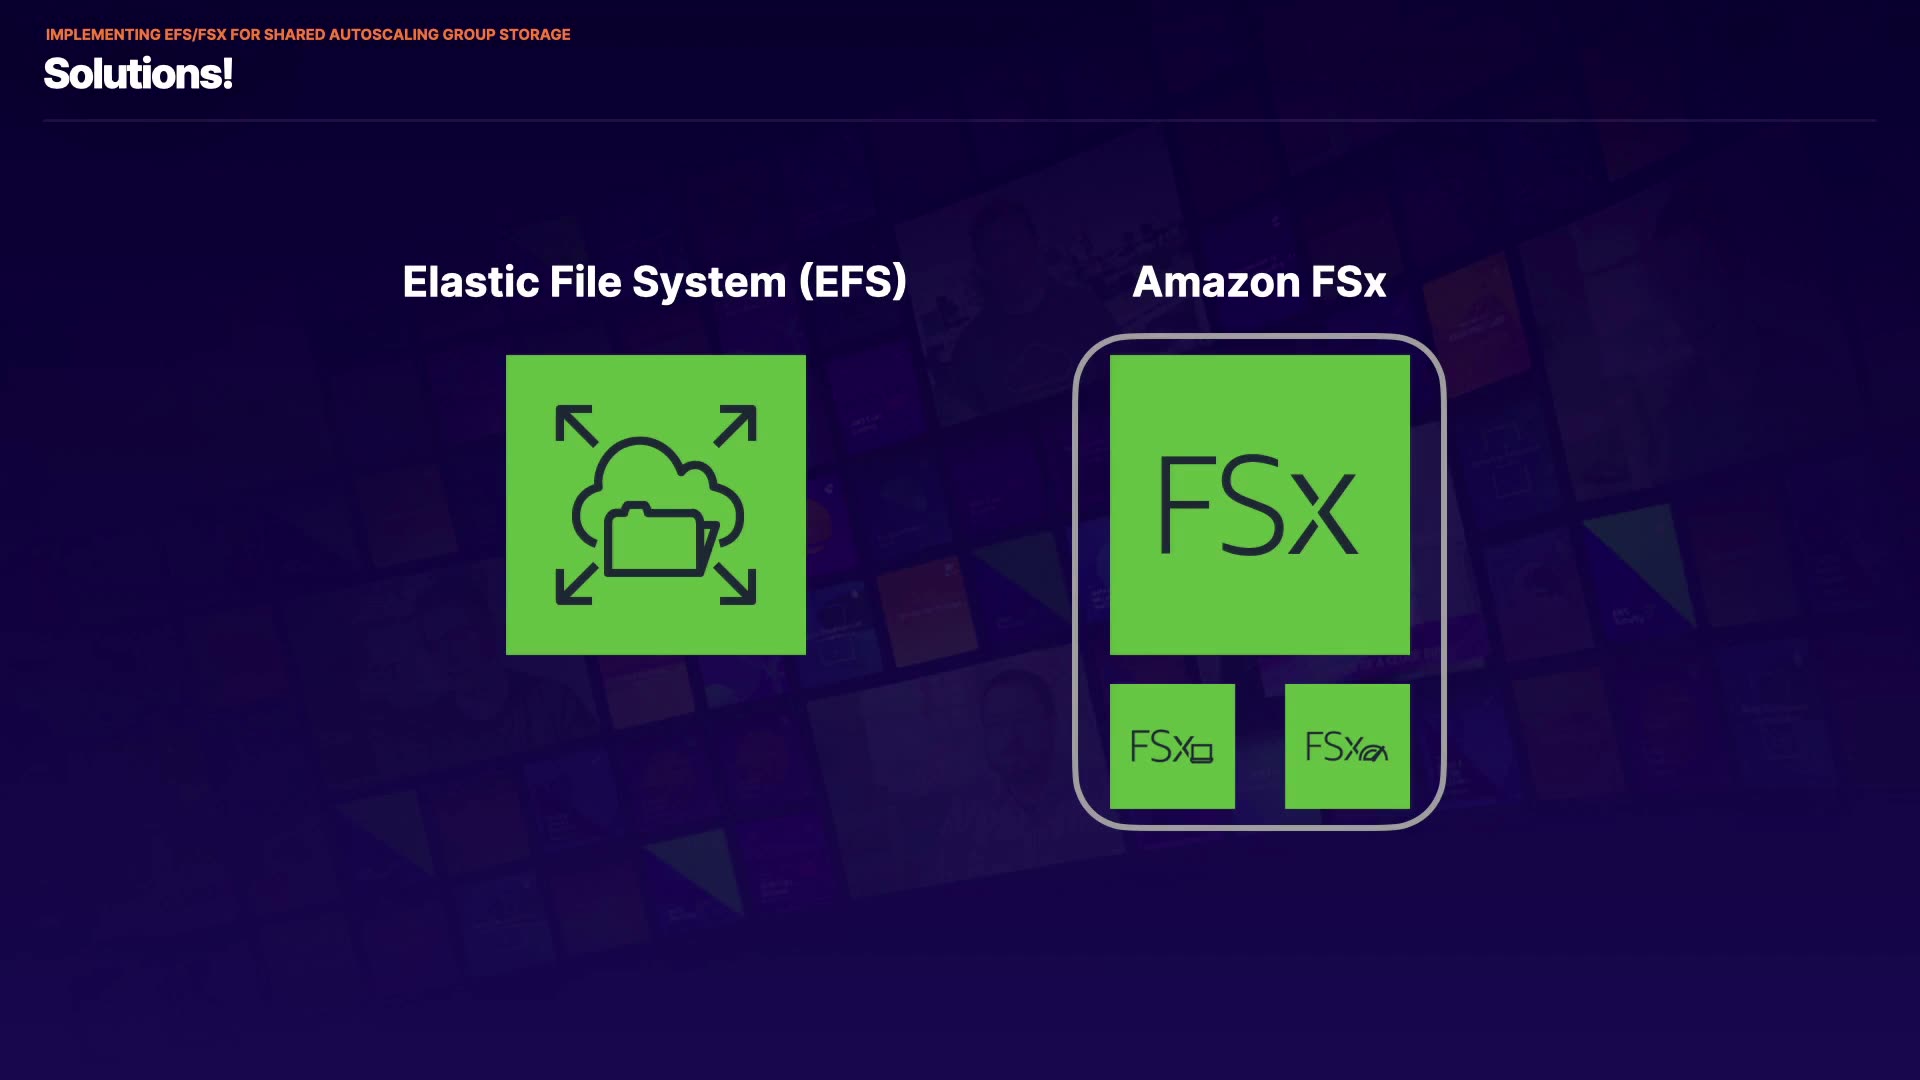 IMPLEMENTING EFS/FSX FOR SHARED AUTOSCALING GROUP STORAGE
Solutions!
Elastic File System (EFS)
Amazon FSx
FSx
FSx
FSx